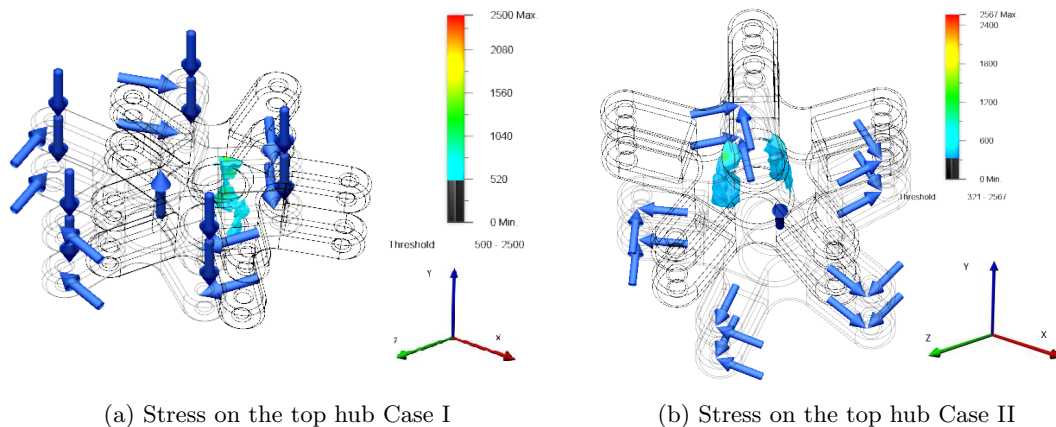 2500 Max.
2080
1560
1040
520
0 Min.
Threshold 500 - 2500
Y
z
x
2567 Max.
2400
1800
1200
600
0 Min.
Threshold 321 - 2567
Y
Z
X
(a) Stress on the top hub Case I
(b) Stress on the top hub Case II